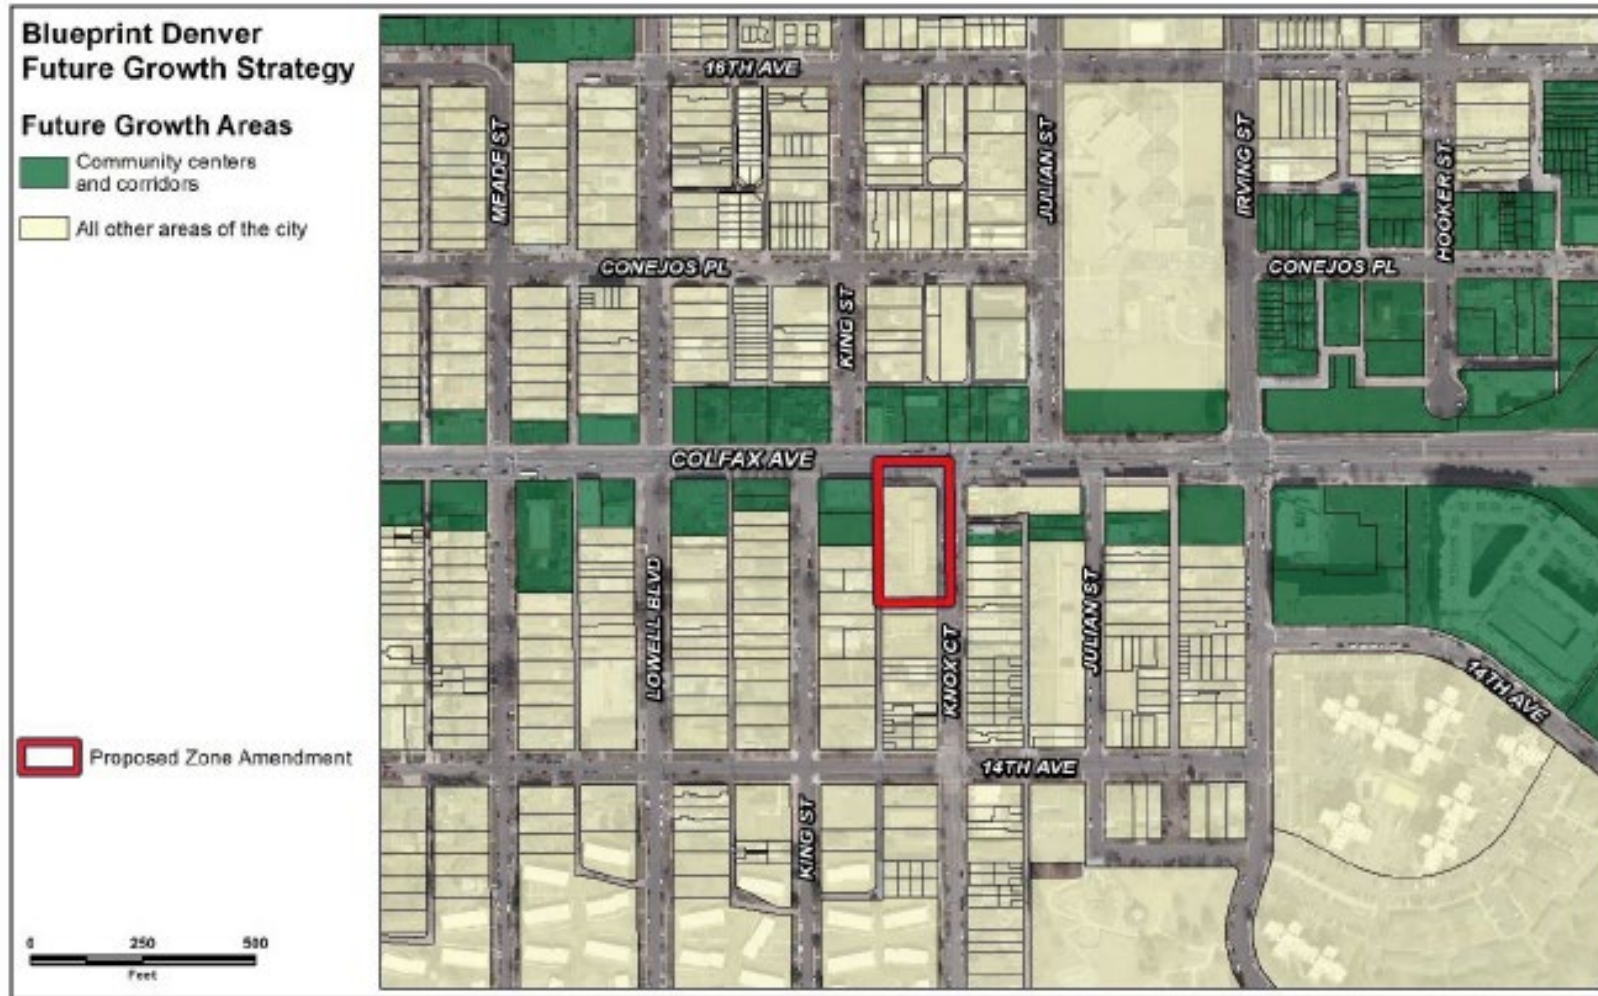 Blueprint Denver
Future Growth Strategy
Future Growth Areas
Community centers
and corridors
All other areas of the city
Proposed Zone Amendment
0 250 500
Feet
16TH AVE
MEADE ST
JULIAN ST
IRVING ST
HOOKER ST
CONEJOS PL
CONEJOS PL
KING ST
COLFAX AVE
LOWELL BLVD
KNOX CT
JULIAN ST
14TH AVE
14TH AVE
KING ST